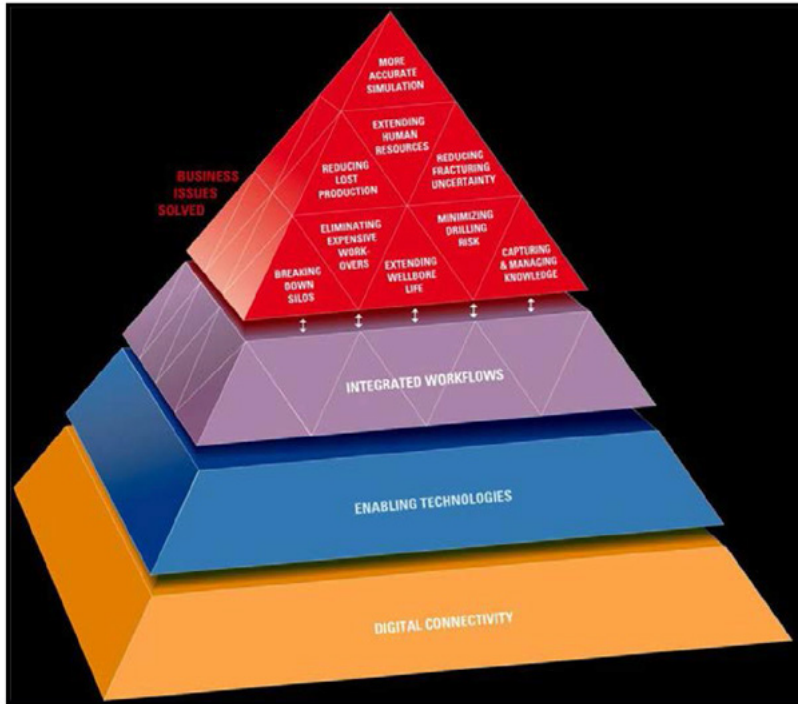 MORE
ACCURATE
SIMULATION
EXTENDING
HUMAN
RESOURCES
REDUCING
LOST
PRODUCTION
REDUCING
FRACTURING
UNCERTAINTY
BUSINESS
ISSUES
SOLVED
ELIMINATING
EXPENSIVE
WORK-
OVERS
MINIMIZING
DRILLING
RISK
BREAKING
DOWN
SILOS
EXTENDING
WELLBORE
LIFE
CAPTURING
& MANAGING
KNOWLEDGE
INTEGRATED WORKFLOWS
ENABLING TECHNOLOGIES
DIGITAL CONNECTIVITY